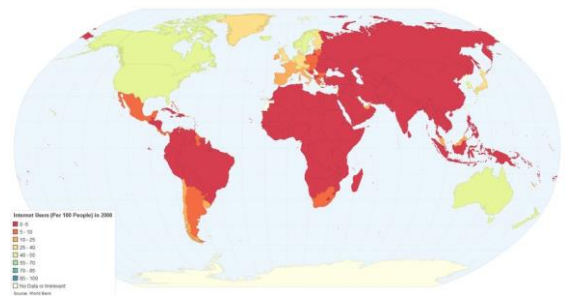 Internet Users (Per 100 People) in 2000
0 - 5
5 - 10
10 - 25
25 - 40
40 - 55
55 - 70
70 - 85
85 - 100
No Data or Irrelevant
Source: World Bank